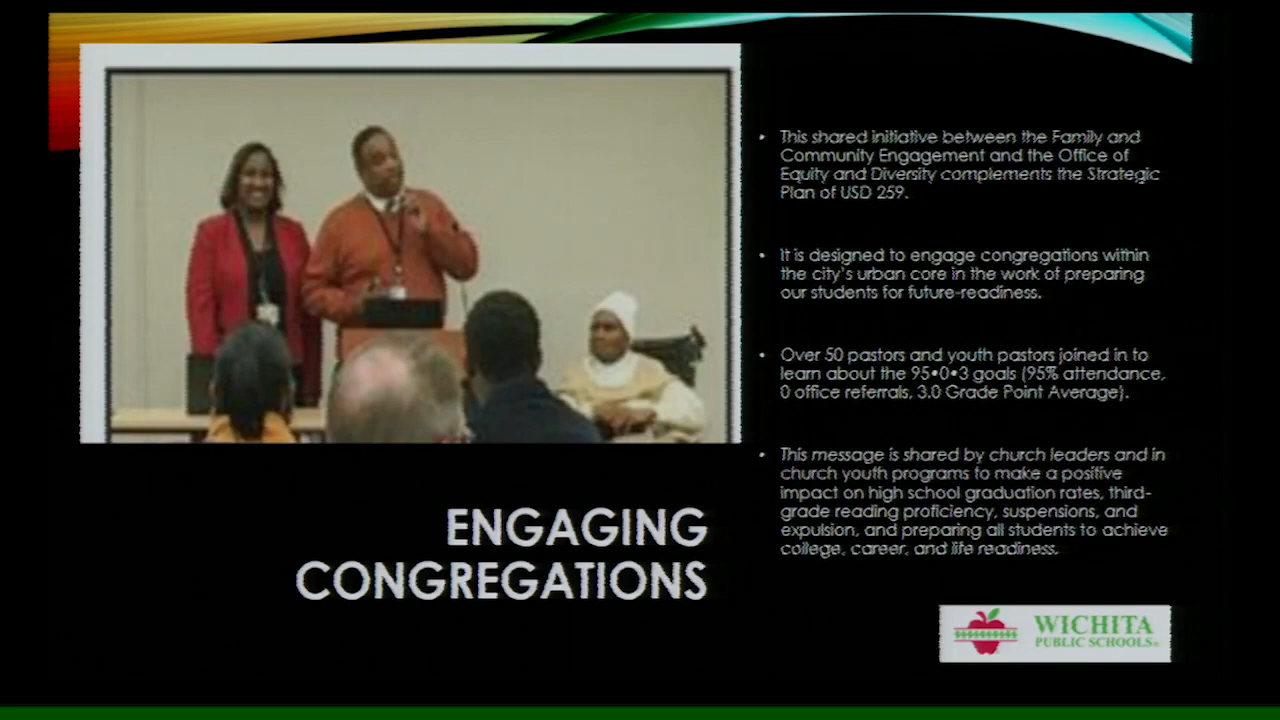 • This shared initiative between the Family and
Community Engagement and the Office of
Equity and Diversity complements the Strategic
Plan of USD 259.
• It is designed to engage congregations within
the city's urban core in the work of preparing
our students for future-readiness.
• Over 50 pastors and youth pastors joined in to
learn about the 95•0•3 goals (95% attendance,
0 office referrals, 3.0 Grade Point Average).
• This message is shared by church leaders and in
church youth programs to make a positive
impact on high school graduation rates, third-
grade reading proficiency, suspensions, and
expulsion, and preparing all students to achieve
college, career, and life readiness.
ENGAGING
CONGREGATIONS
WICHITA
PUBLIC SCHOOLS